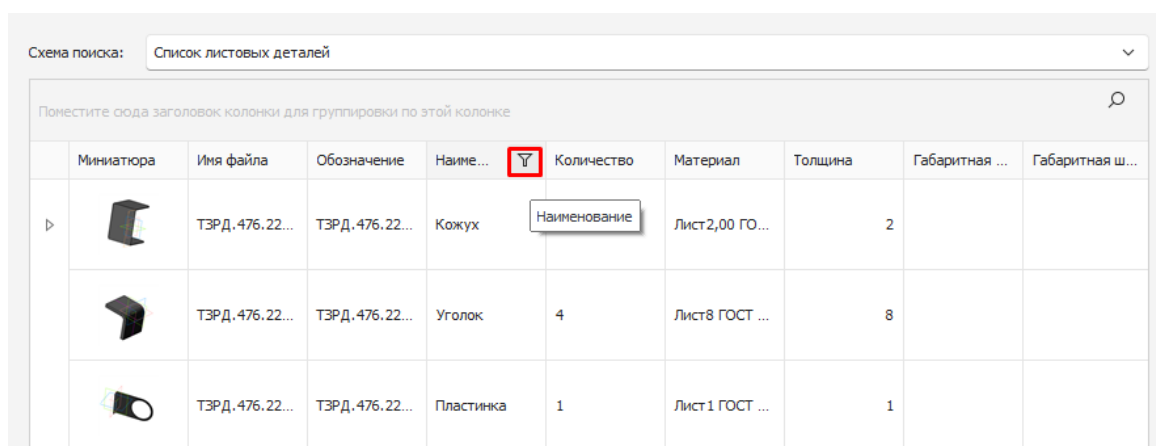 Схема поиска: Список листовых деталей
Поместите сюда заголовок колонки для группировки по этой колонке
Миниатюра Имя файла Обозначение Наиме... Количество Материал Толщина Габаритная ... Габаритная ш...
ТЗРД.476.22... ТЗРД.476.22... Кожух Лист2,00 ГО... 2
Наименование
ТЗРД.476.22... ТЗРД.476.22... Уголок 4 Лист8 ГОСТ ... 8
ТЗРД.476.22... ТЗРД.476.22... Пластинка 1 Лист1 ГОСТ ... 1